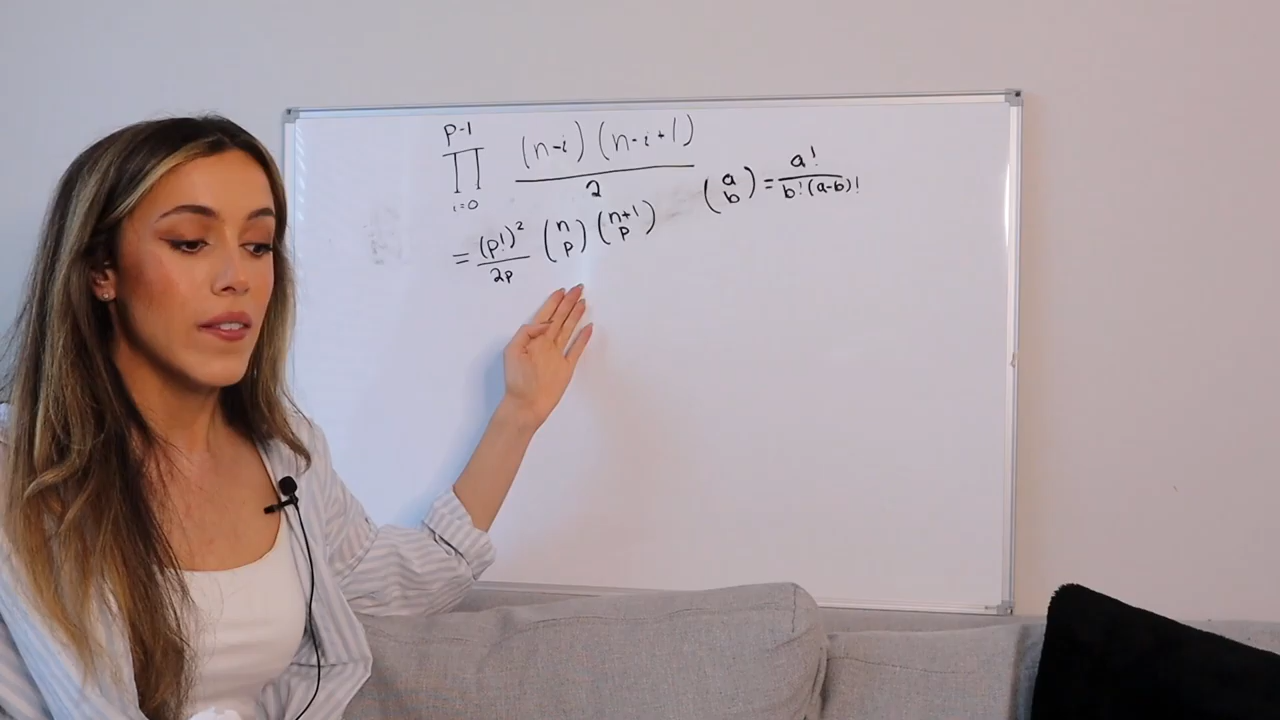 p-1
∏ (n-i)(n-i+1)
i=0 2
= (p!)² / 2p (n p) (n+1 p)
(a b) = a! / b!(a-b)!